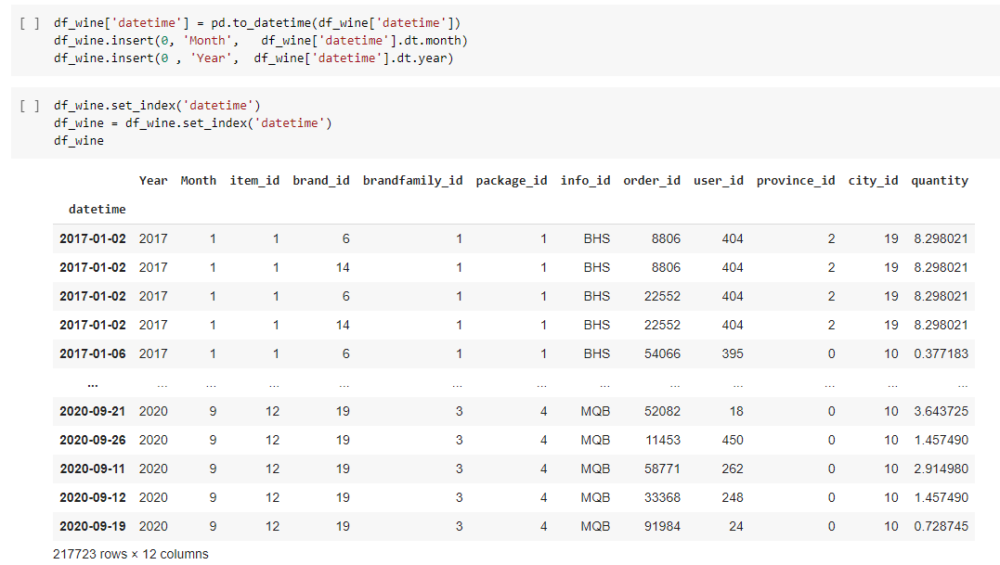 [ ] df_wine['datetime'] = pd.to_datetime(df_wine['datetime'])
df_wine.insert(0, 'Month',   df_wine['datetime'].dt.month)
df_wine.insert(0 , 'Year',  df_wine['datetime'].dt.year)
[ ] df_wine.set_index('datetime')
df_wine = df_wine.set_index('datetime')
df_wine
Year Month item_id brand_id brandfamily_id package_id info_id order_id user_id province_id city_id quantity
datetime
2017-01-02 2017 1 1 6 1 1 BHS 8806 404 2 19 8.298021
2017-01-02 2017 1 1 14 1 1 BHS 8806 404 2 19 8.298021
2017-01-02 2017 1 1 6 1 1 BHS 22552 404 2 19 8.298021
2017-01-02 2017 1 1 14 1 1 BHS 22552 404 2 19 8.298021
2017-01-06 2017 1 1 6 1 1 BHS 54066 395 0 10 0.377183
... ... ... ... ... ... ... ... ... ... ... ... ...
2020-09-21 2020 9 12 19 3 4 MQB 52082 18 0 10 3.643725
2020-09-26 2020 9 12 19 3 4 MQB 11453 450 0 10 1.457490
2020-09-11 2020 9 12 19 3 4 MQB 58771 262 0 10 2.914980
2020-09-12 2020 9 12 19 3 4 MQB 33368 248 0 10 1.457490
2020-09-19 2020 9 12 19 3 4 MQB 91984 24 0 10 0.728745
217723 rows × 12 columns